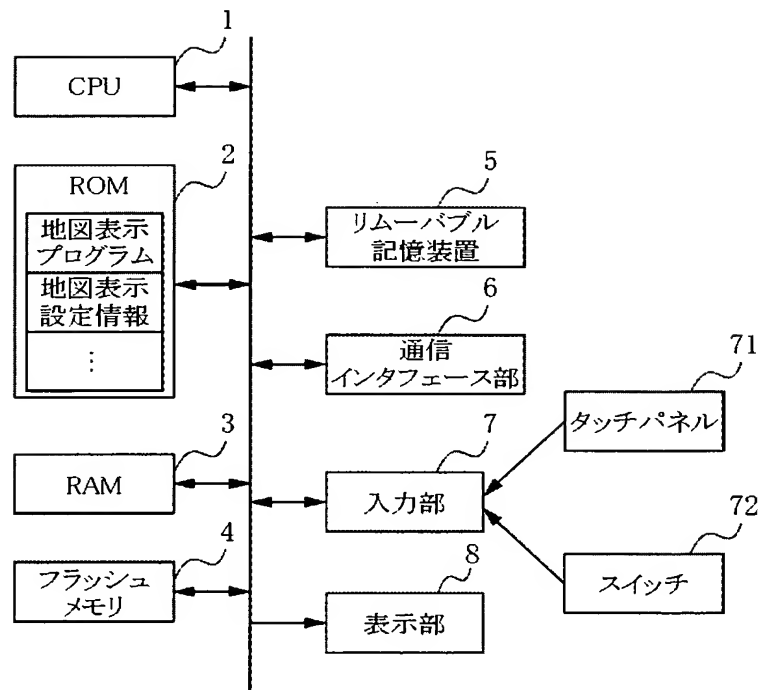 1
CPU
2
ROM
地図表示
プログラム
地図表示
設定情報
⋮
3
RAM
4
フラッシュ
メモリ
5
リムーバブル
記憶装置
6
通信
インタフェース部
7
入力部
8
表示部
71
タッチパネル
72
スイッチ